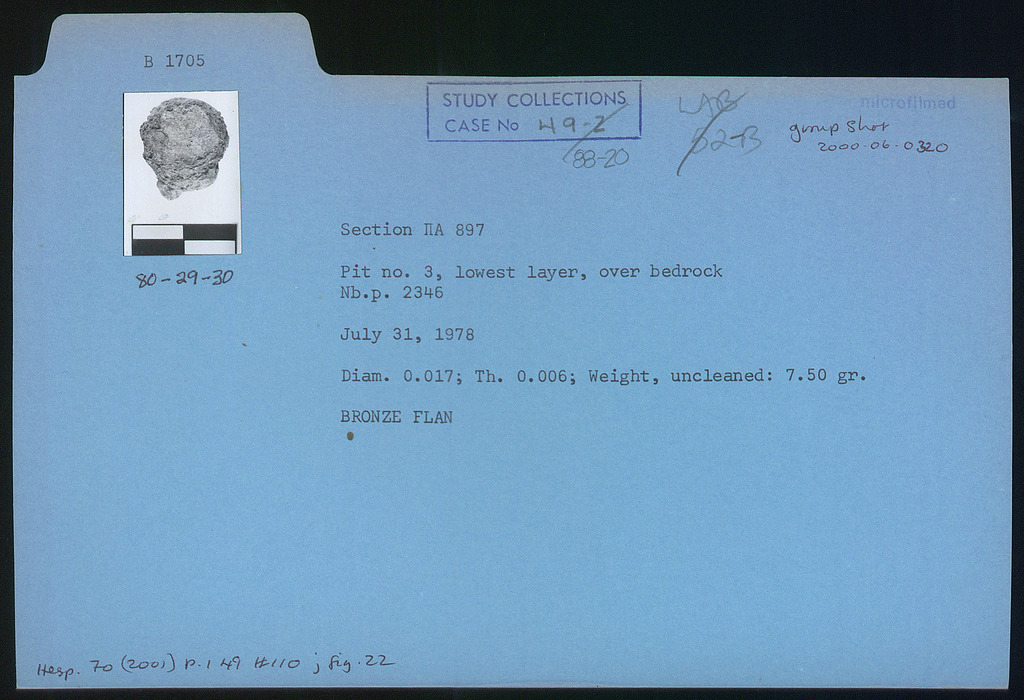 B 1705
STUDY COLLECTIONS
CASE No 49-2
88-20
LAB
52-B
microfilmed
group shot
2000.06.0320
80-29-30
Section ΠA 897
Pit no. 3, lowest layer, over bedrock
Nb.p. 2346
July 31, 1978
Diam. 0.017; Th. 0.006; Weight, uncleaned: 7.50 gr.
BRONZE FLAN
Hesp. 70 (2001) p.149 #110 ; fig.22